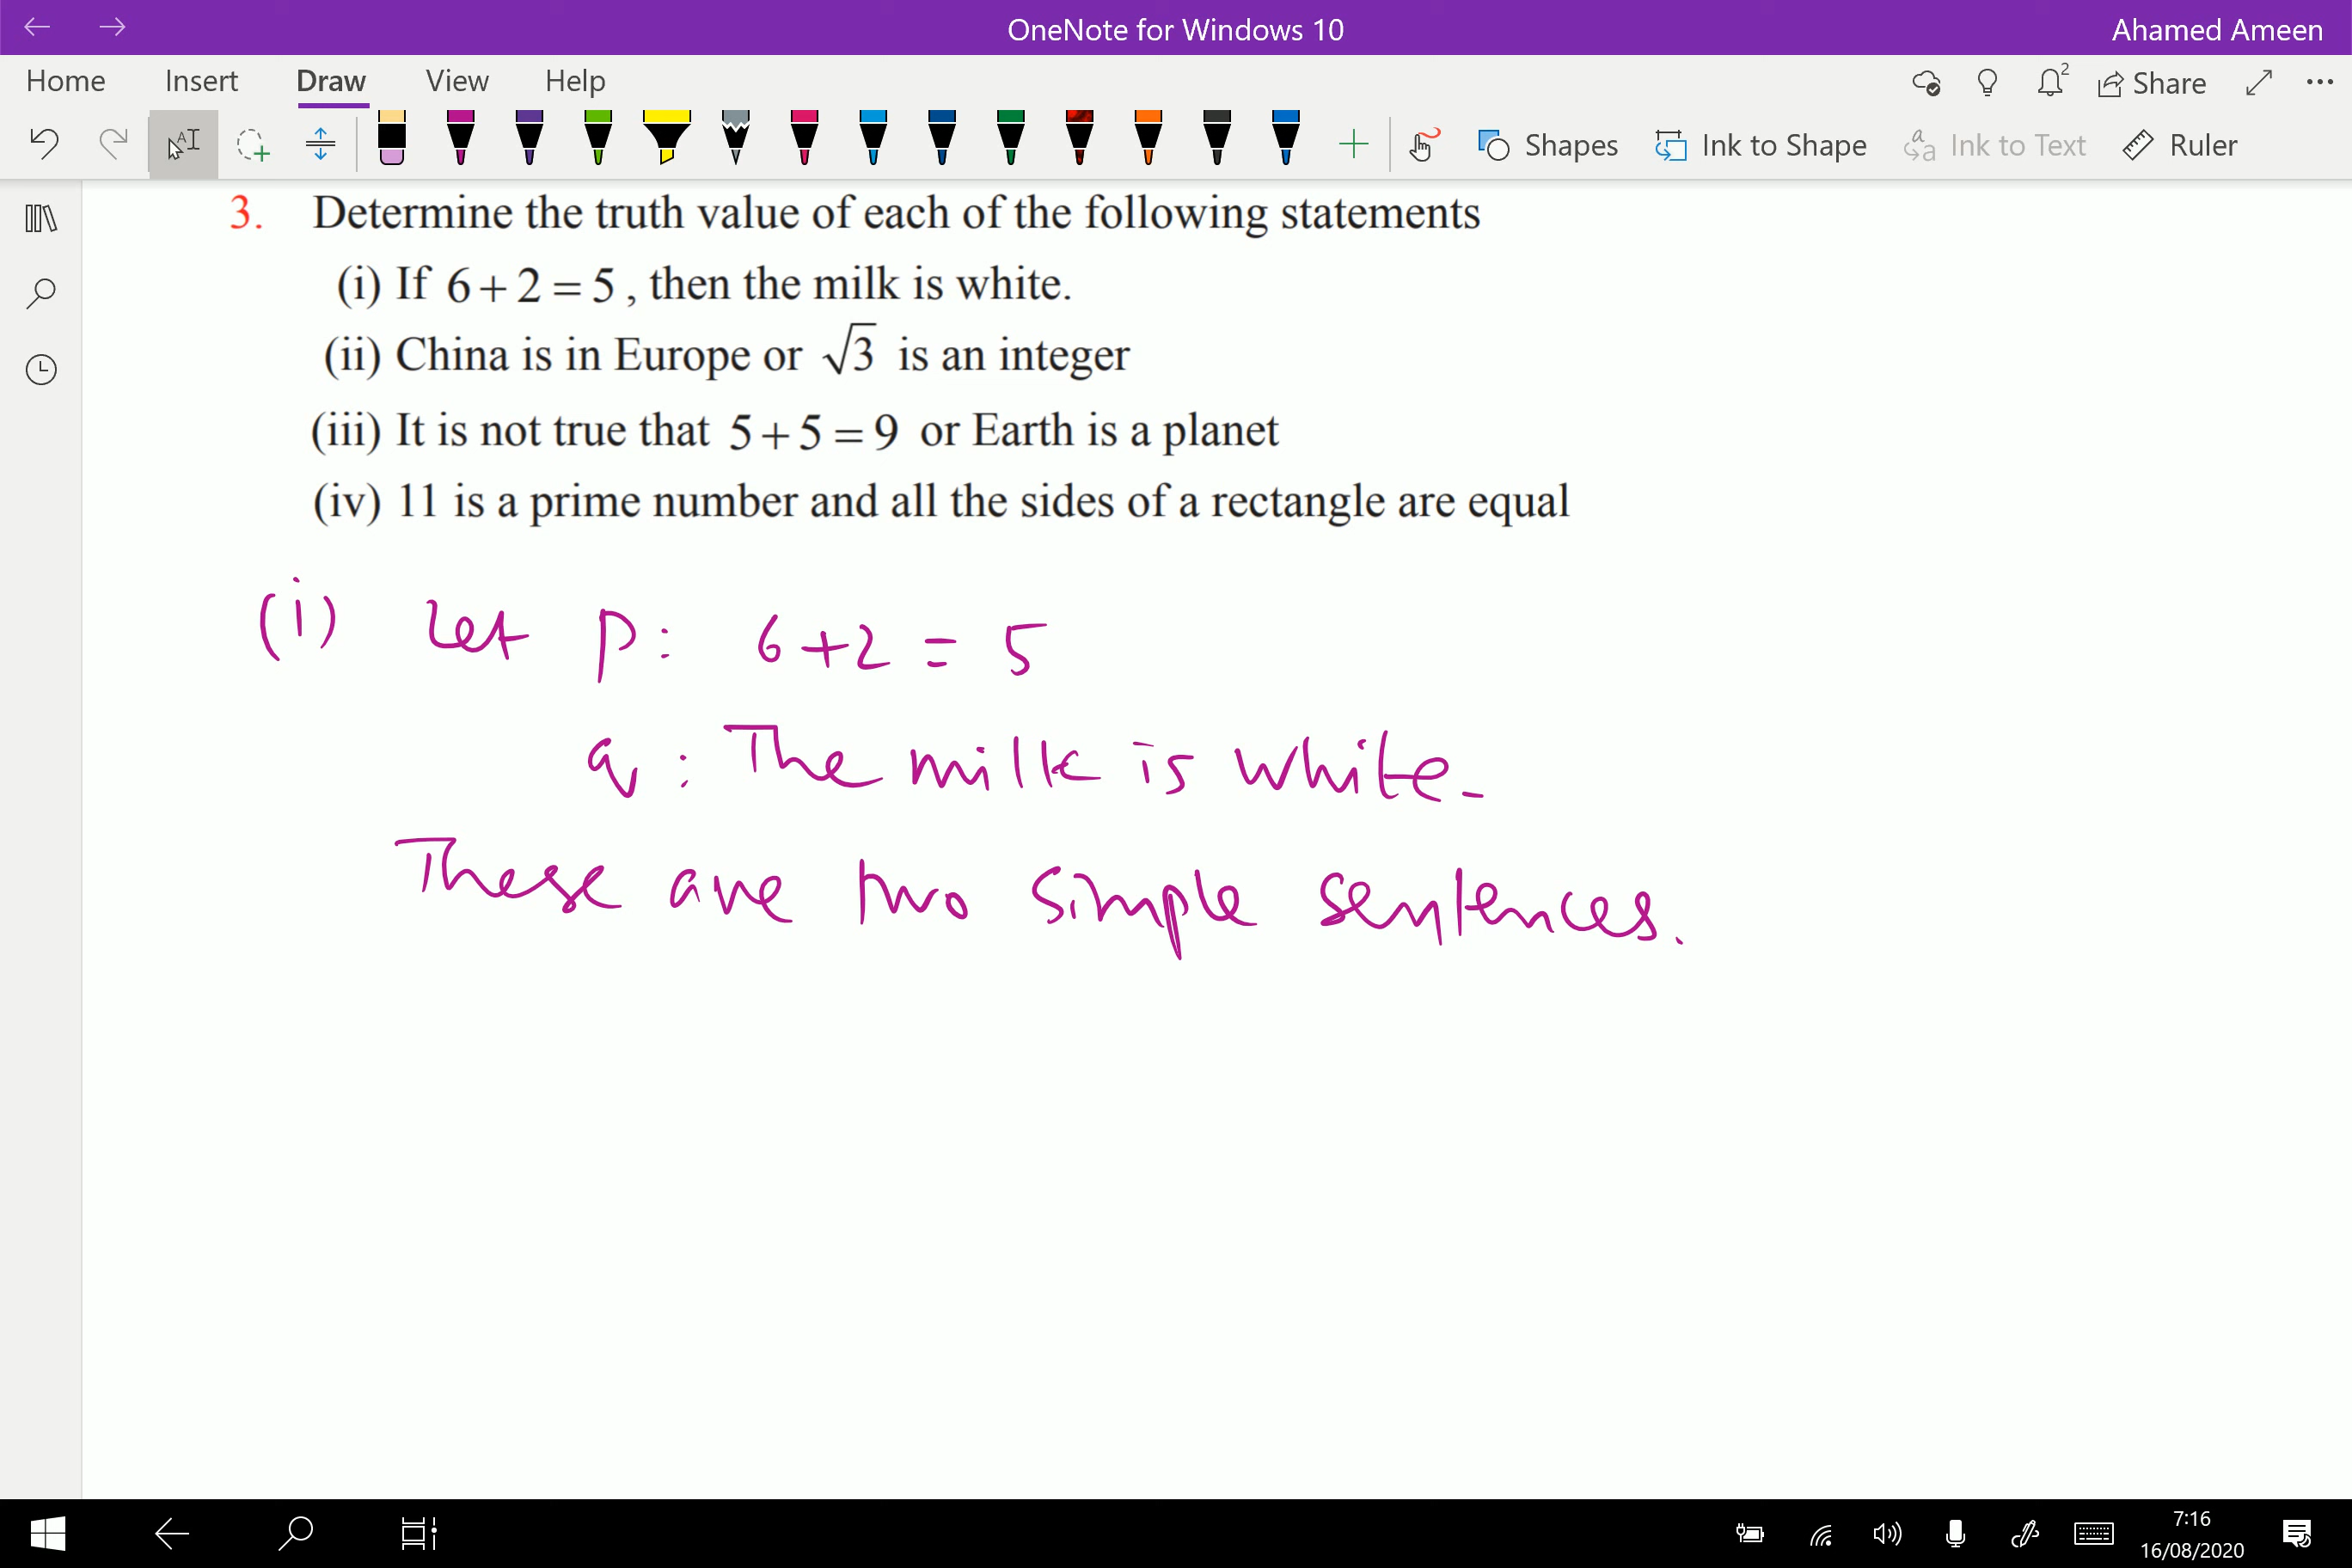 OneNote for Windows 10 Ahamed Ameen
Home Insert Draw View Help 2 Share
Shapes Ink to Shape Ink to Text Ruler
3. Determine the truth value of each of the following statements
(i) If 6 + 2 = 5 , then the milk is white.
(ii) China is in Europe or √3 is an integer
(iii) It is not true that 5 + 5 = 9 or Earth is a planet
(iv) 11 is a prime number and all the sides of a rectangle are equal
(i) Let p: 6+2 = 5
q : The milk is white.
These are two simple sentences.
7:16
16/08/2020